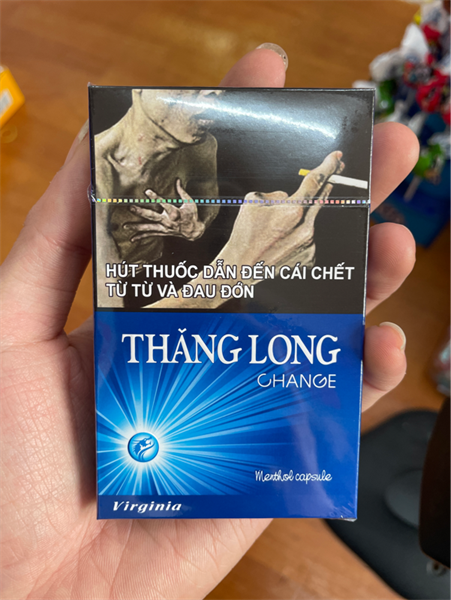 HÚT THUỐC DẪN ĐẾN CÁI CHẾT
TỪ TỪ VÀ ĐAU ĐỚN
THĂNG LONG
CHANGE
Menthol capsule
Virginia